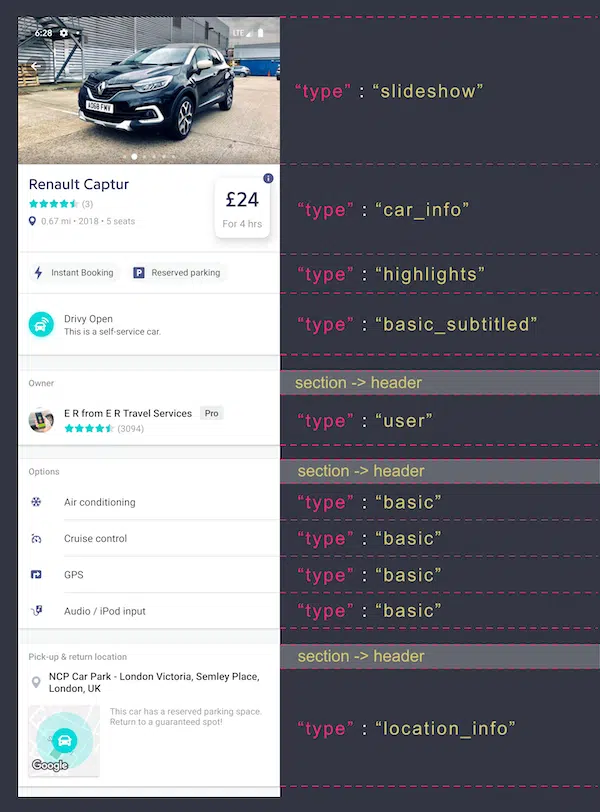 6:28 LTE
"type" : "slideshow"
AO68 FMV
Renault Captur
(3)
0.67 mi • 2018 • 5 seats
£24
For 4 hrs
"type" : "car_info"
Instant Booking
Reserved parking
"type" : "highlights"
Drivy Open
This is a self-service car.
"type" : "basic_subtitled"
Owner
section -> header
E R from E R Travel Services Pro
(3094)
"type" : "user"
Options
section -> header
Air conditioning
"type" : "basic"
Cruise control
"type" : "basic"
GPS
"type" : "basic"
Audio / iPod input
"type" : "basic"
Pick-up & return location
section -> header
NCP Car Park - London Victoria, Semley Place,
London, UK
This car has a reserved parking space.
Return to a guaranteed spot!
Google
"type" : "location_info"